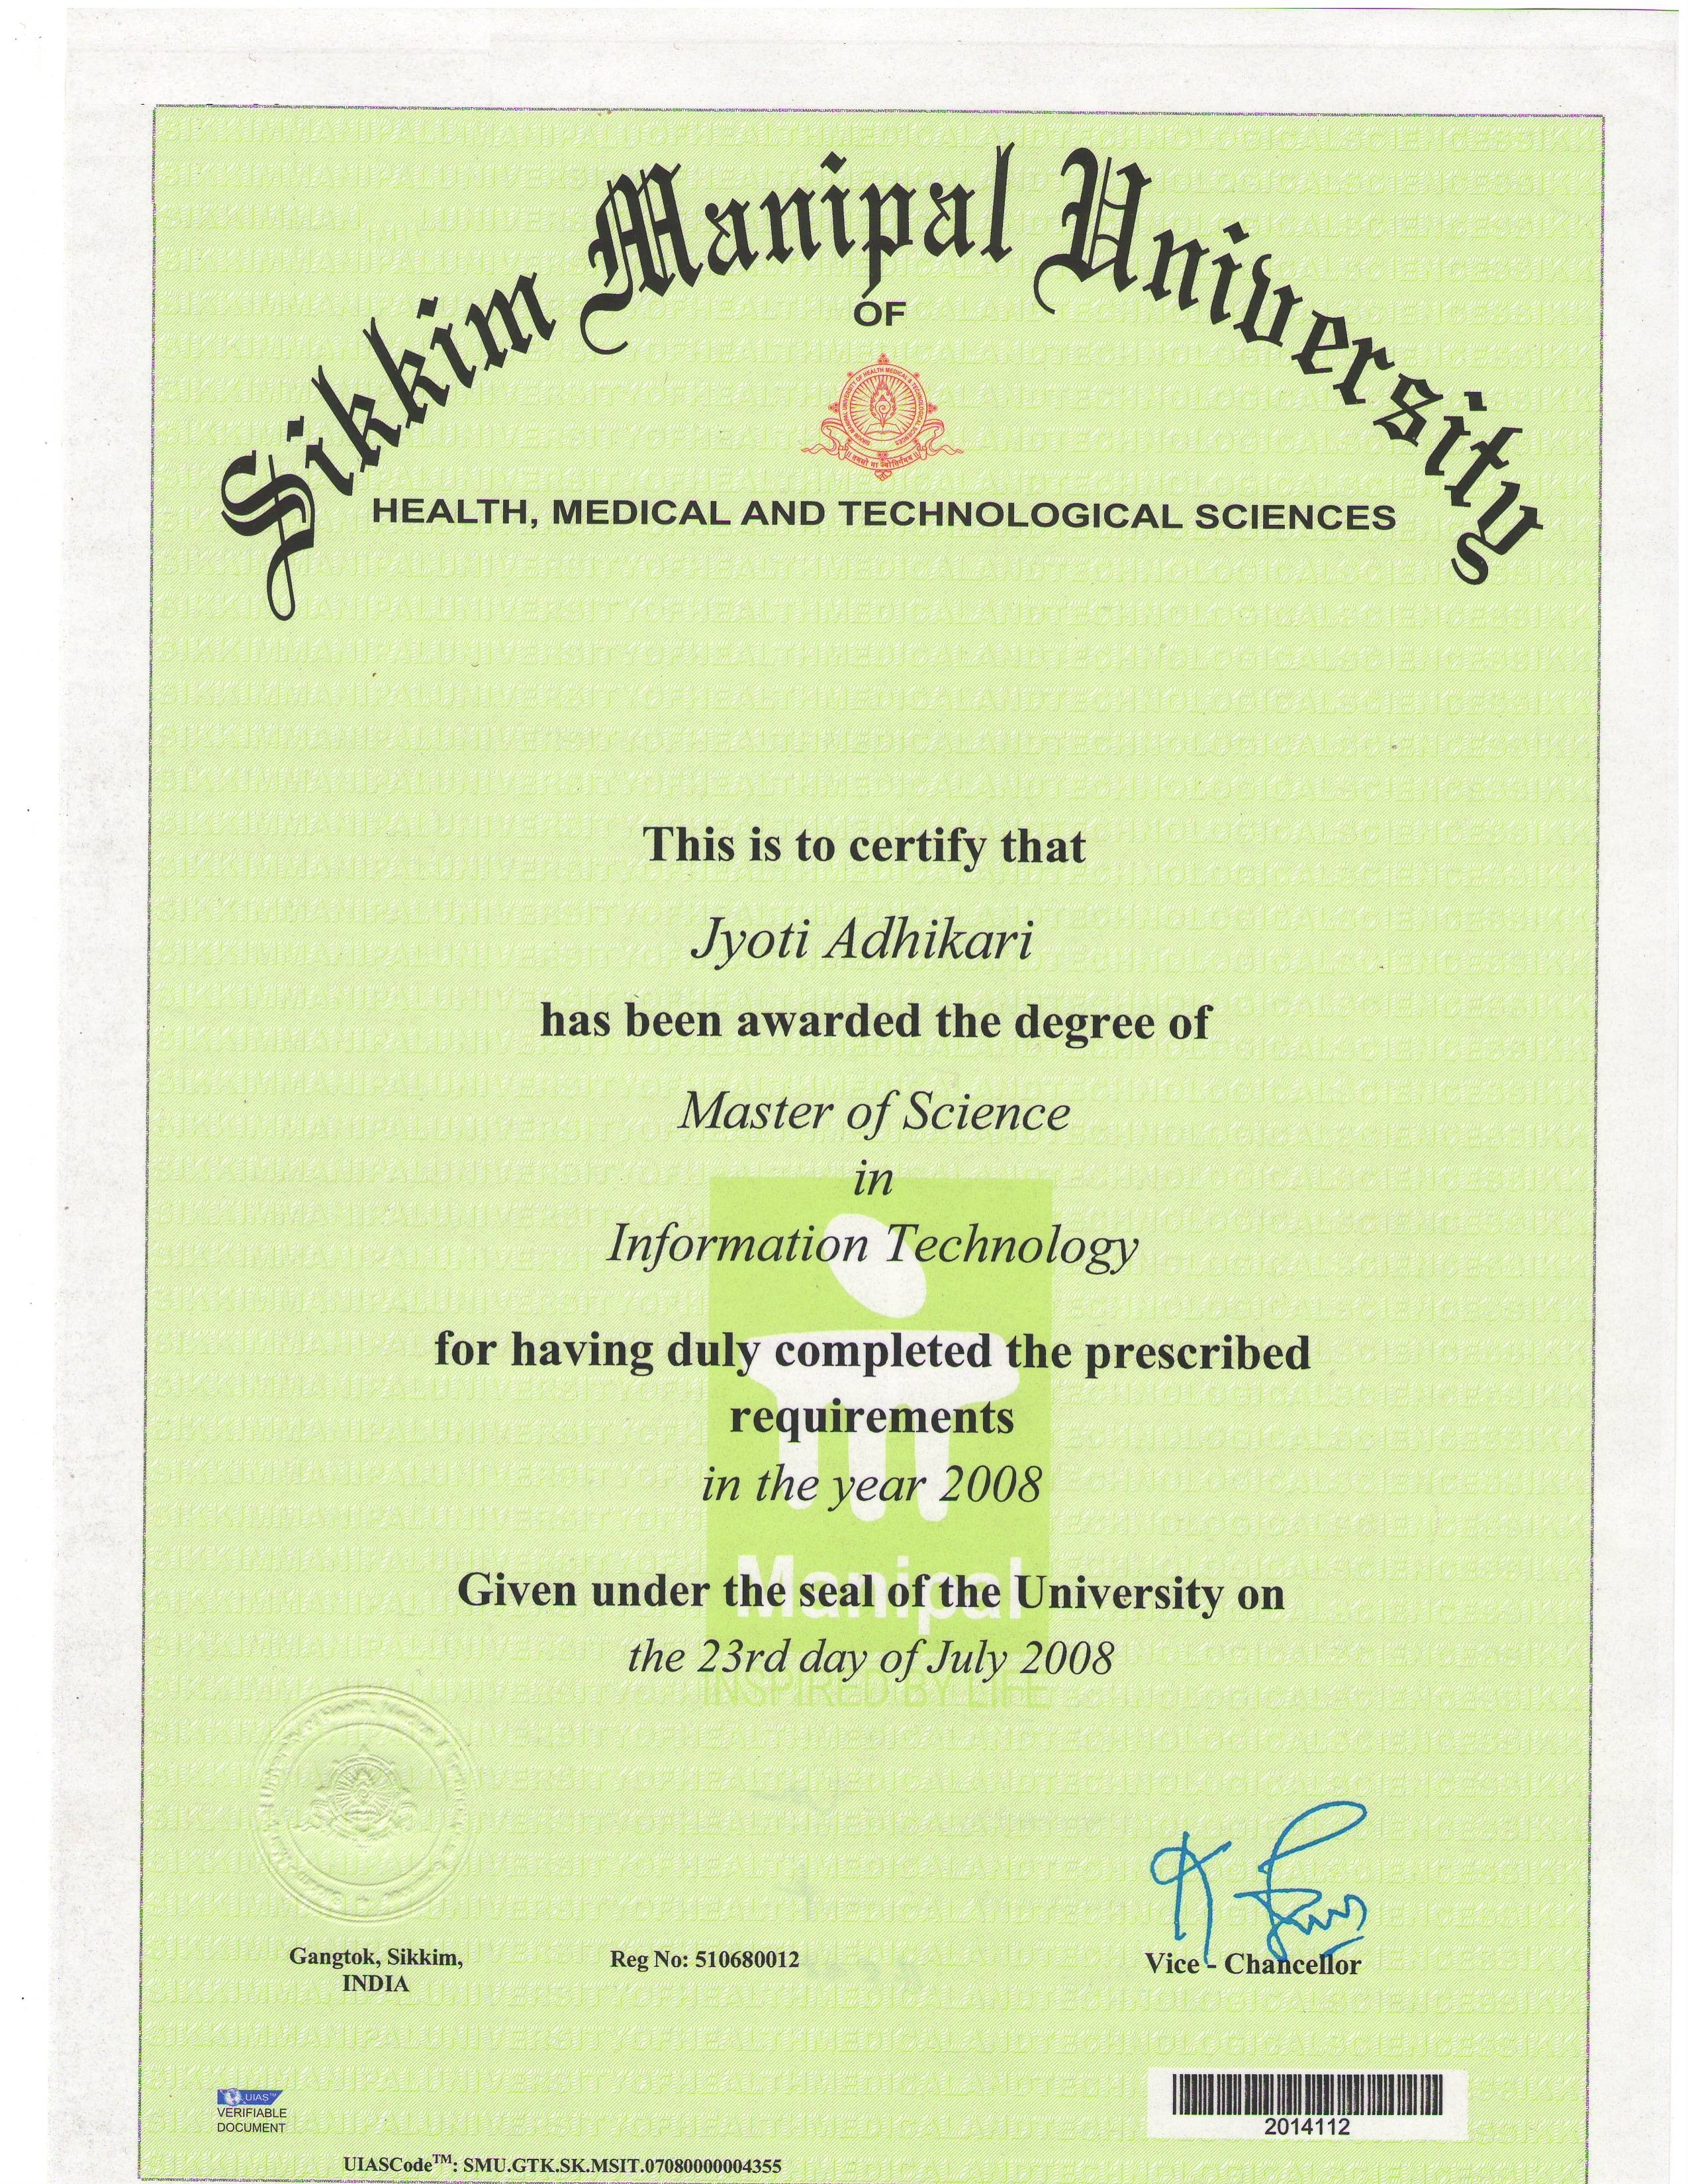 Sikkim Manipal University
OF
HEALTH, MEDICAL AND TECHNOLOGICAL SCIENCES
This is to certify that
Jyoti Adhikari
has been awarded the degree of
Master of Science
in
Information Technology
for having duly completed the prescribed
requirements
in the year 2008
Manipal
Given under the seal of the University on
the 23rd day of July 2008
INSPIRED BY LIFE
Gangtok, Sikkim,
INDIA
Reg No: 510680012
Vice - Chancellor
UIAS™
VERIFIABLE
DOCUMENT
2014112
UIASCode™: SMU.GTK.SK.MSIT.07080000004355